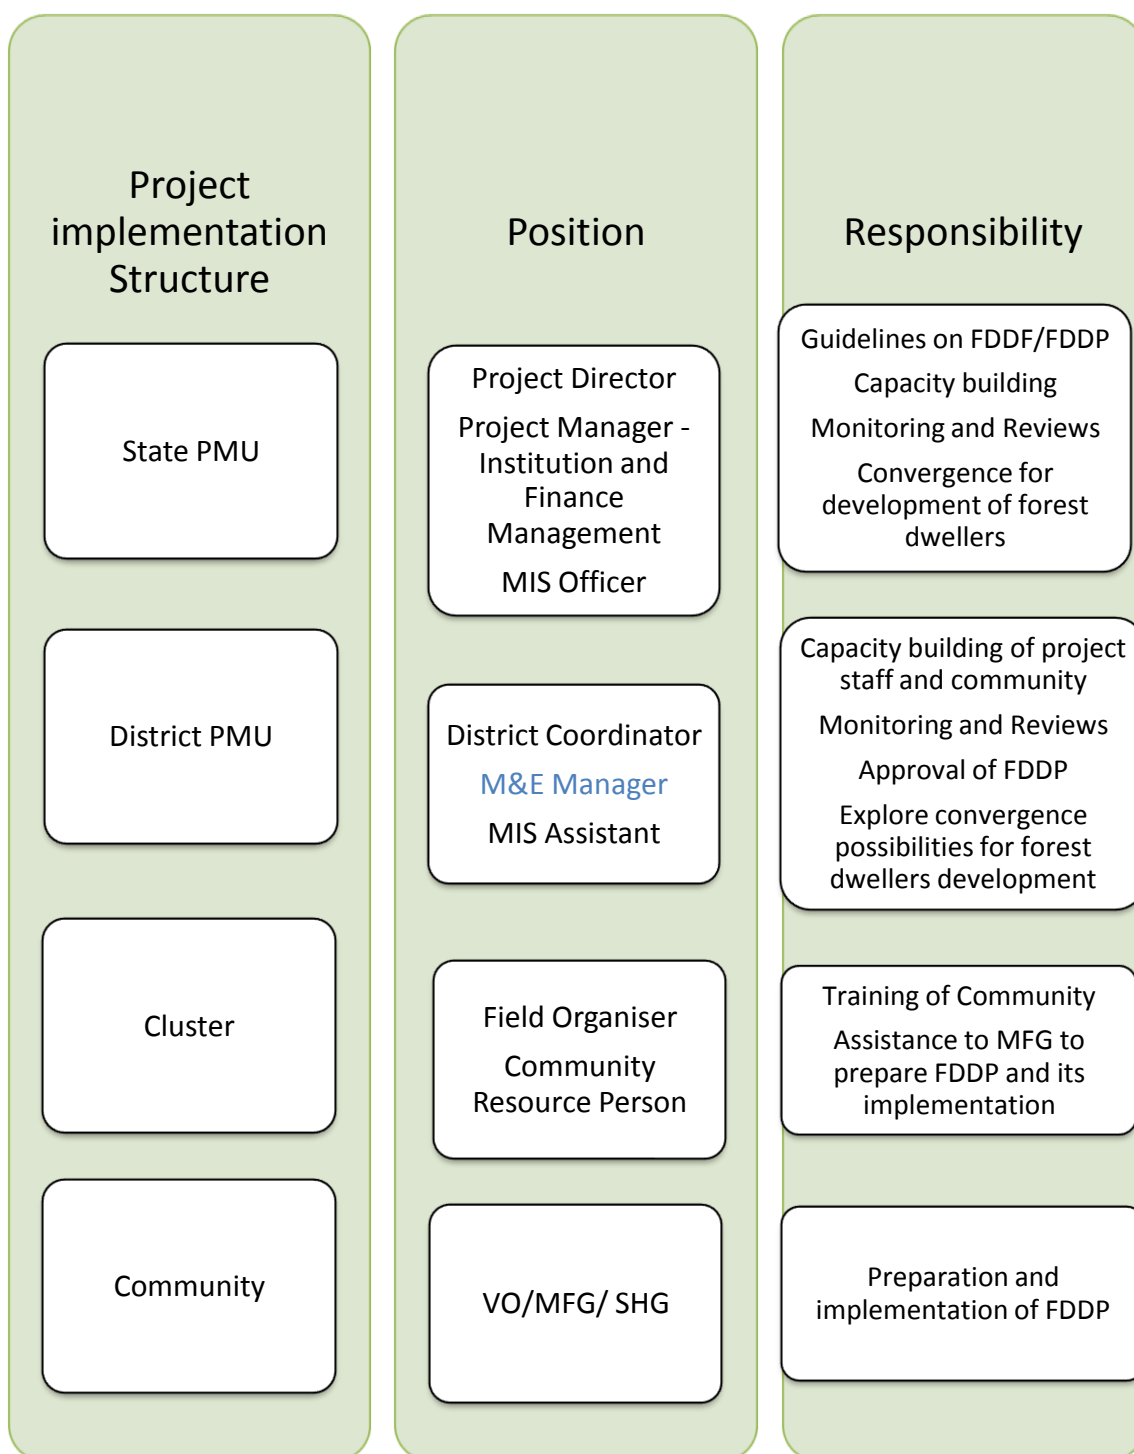 Project
implementation
Structure
State PMU
District PMU
Cluster
Community
Position
Project Director
Project Manager -
Institution and
Finance
Management
MIS Officer
District Coordinator
M&E Manager
MIS Assistant
Field Organiser
Community
Resource Person
VO/MFG/ SHG
Responsibility
Guidelines on FDDF/FDDP
Capacity building
Monitoring and Reviews
Convergence for
development of forest
dwellers
Capacity building of project
staff and community
Monitoring and Reviews
Approval of FDDP
Explore convergence
possibilities for forest
dwellers development
Training of Community
Assistance to MFG to
prepare FDDP and its
implementation
Preparation and
implementation of FDDP